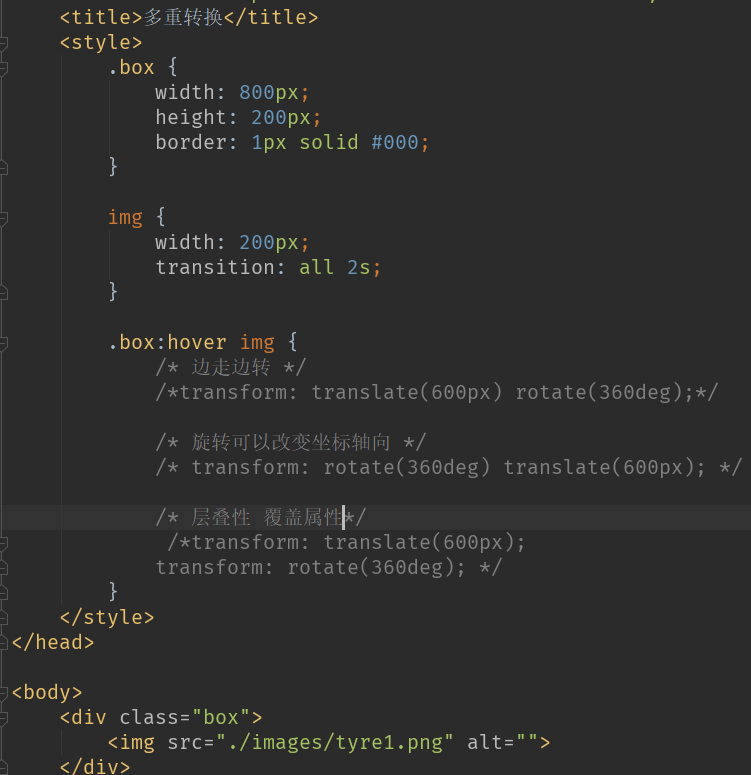 <title>多重转换</title>
<style>
.box {
width: 800px;
height: 200px;
border: 1px solid #000;
}
img {
width: 200px;
transition: all 2s;
}
.box:hover img {
/* 边走边转 */
/*transform: translate(600px) rotate(360deg);*/
/* 旋转可以改变坐标轴向 */
/* transform: rotate(360deg) translate(600px); */
/* 层叠性 覆盖属性*/
/*transform: translate(600px);
transform: rotate(360deg); */
}
</style>
</head>
<body>
<div class="box">
<img src="./images/tyre1.png" alt="">
</div>